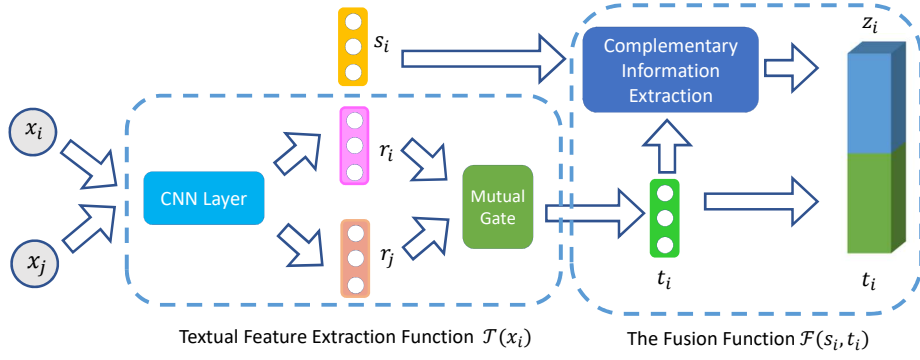 s_i
z_i
Complementary
Information
Extraction
x_i
r_i
CNN Layer
Mutual
Gate
x_j
r_j
t_i
t_i
Textual Feature Extraction Function 𝒯(x_i)
The Fusion Function ℱ(s_i, t_i)